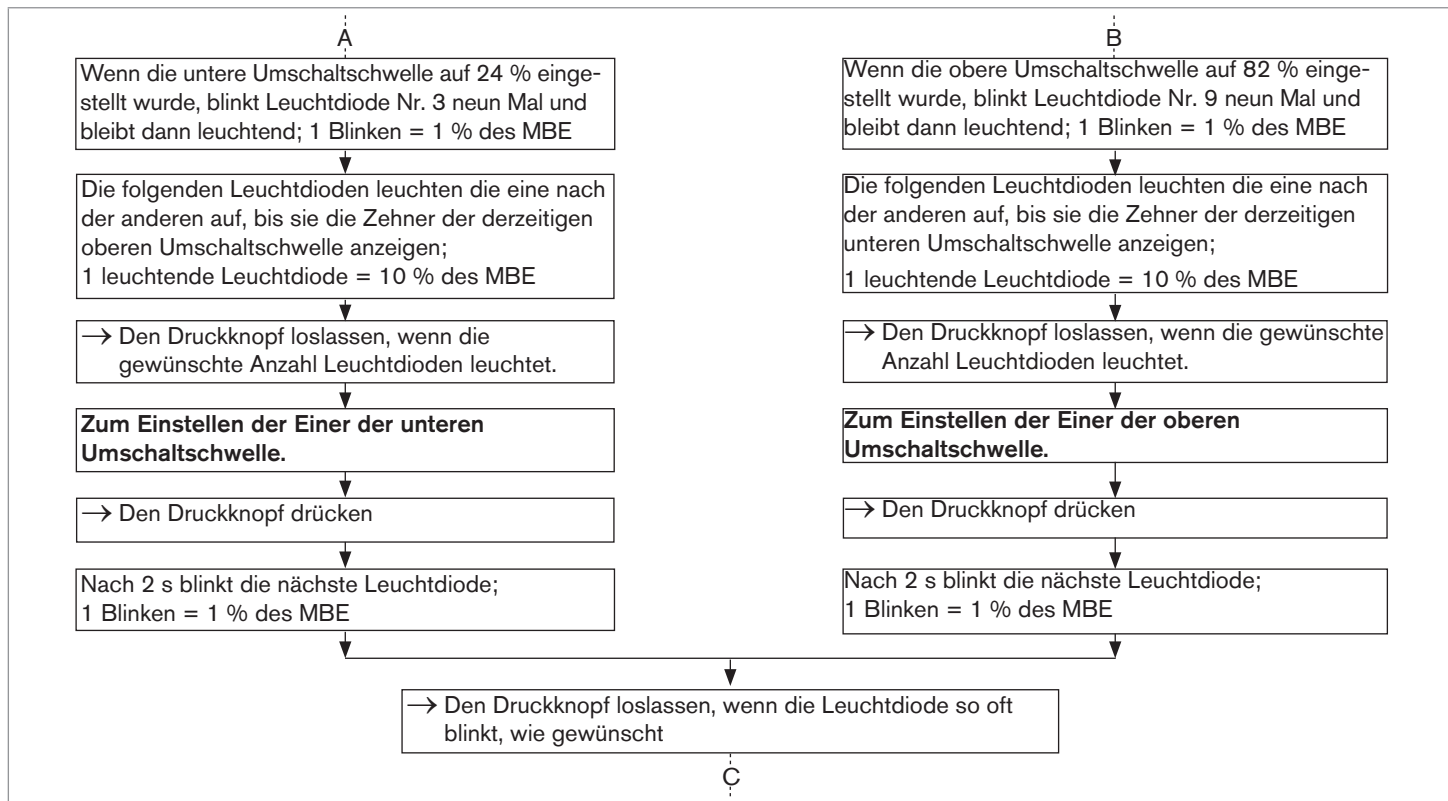 A
Wenn die untere Umschaltschwelle auf 24 % einge-
stellt wurde, blinkt Leuchtdiode Nr. 3 neun Mal und
bleibt dann leuchtend; 1 Blinken = 1 % des MBE
Die folgenden Leuchtdioden leuchten die eine nach
der anderen auf, bis sie die Zehner der derzeitigen
oberen Umschaltschwelle anzeigen;
1 leuchtende Leuchtdiode = 10 % des MBE
→ Den Druckknopf loslassen, wenn die
gewünschte Anzahl Leuchtdioden leuchtet.
Zum Einstellen der Einer der unteren
Umschaltschwelle.
→ Den Druckknopf drücken
Nach 2 s blinkt die nächste Leuchtdiode;
1 Blinken = 1 % des MBE
B
Wenn die obere Umschaltschwelle auf 82 % einge-
stellt wurde, blinkt Leuchtdiode Nr. 9 neun Mal und
bleibt dann leuchtend; 1 Blinken = 1 % des MBE
Die folgenden Leuchtdioden leuchten die eine nach
der anderen auf, bis sie die Zehner der derzeitigen
unteren Umschaltschwelle anzeigen;
1 leuchtende Leuchtdiode = 10 % des MBE
→ Den Druckknopf loslassen, wenn die gewünschte
Anzahl Leuchtdioden leuchtet.
Zum Einstellen der Einer der oberen
Umschaltschwelle.
→ Den Druckknopf drücken
Nach 2 s blinkt die nächste Leuchtdiode;
1 Blinken = 1 % des MBE
→ Den Druckknopf loslassen, wenn die Leuchtdiode so oft
blinkt, wie gewünscht
C